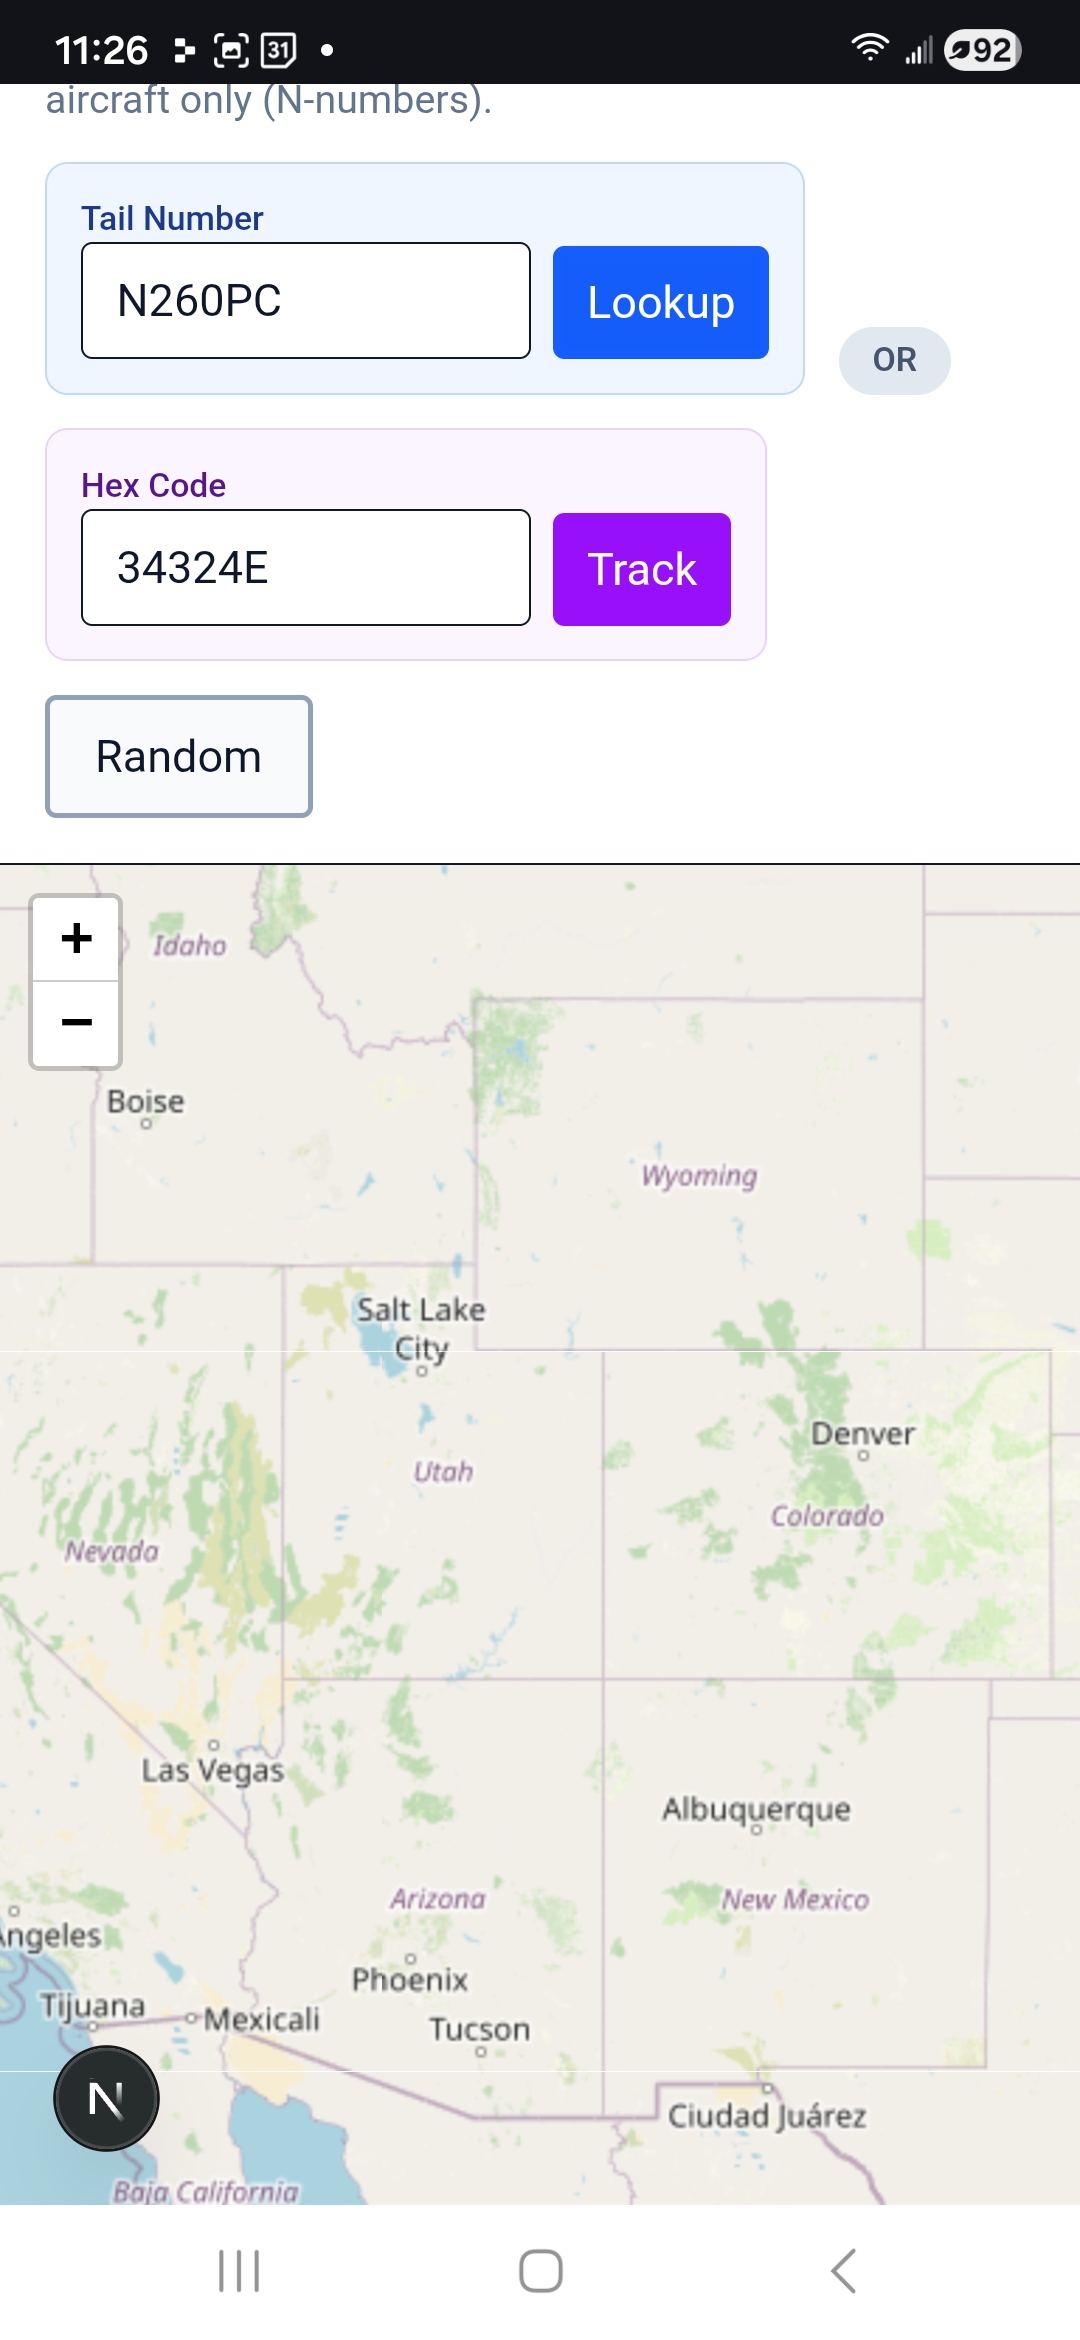 11:26
31
92
aircraft only (N-numbers).
Tail Number
N260PC
Lookup
OR
Hex Code
34324E
Track
Random
+
−
Idaho
Boise
Wyoming
Salt Lake
City
Denver
Utah
Colorado
Nevada
Las Vegas
Albuquerque
Arizona
New Mexico
Angeles
Phoenix
Tijuana
Mexicali
Tucson
N
Ciudad Juárez
Baja California